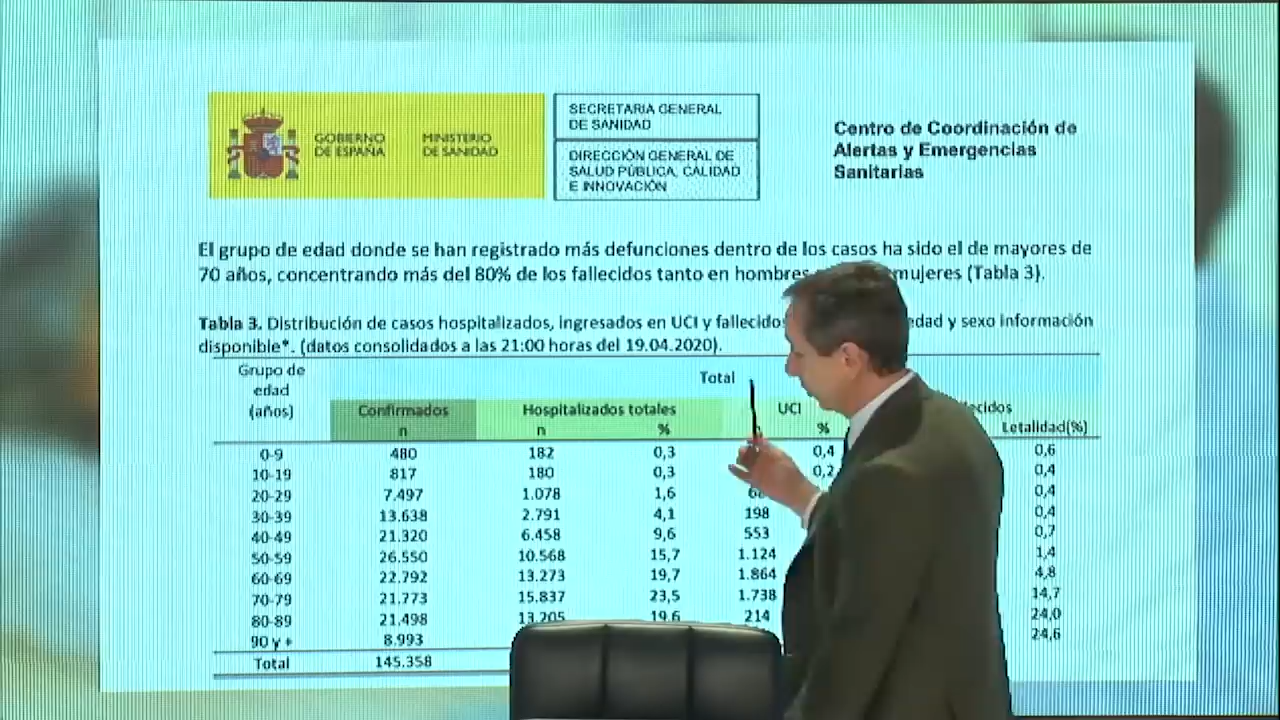 GOBIERNO
DE ESPAÑA
MINISTERIO
DE SANIDAD
SECRETARIA GENERAL
DE SANIDAD
DIRECCIÓN GENERAL DE
SALUD PÚBLICA, CALIDAD
E INNOVACIÓN
Centro de Coordinación de
Alertas y Emergencias
Sanitarias
El grupo de edad donde se han registrado más defunciones dentro de los casos ha sido el de mayores de
70 años, concentrando más del 80% de los fallecidos tanto en hombres mujeres (Tabla 3).
Tabla 3. Distribución de casos hospitalizados, ingresados en UCI y fallecidos edad y sexo información
disponible*. (datos consolidados a las 21:00 horas del 19.04.2020).
Grupo de
edad
(años)
Total
Confirmados Hospitalizados totales UCI
n n % % Letalidad(%)
0-9 480 182 0,3 0,4 0,6
10-19 817 180 0,3 0,2 0,4
20-29 7.497 1.078 1,6 0,4
30-39 13.638 2.791 4,1 198 0,4
40-49 21.320 6.458 9,6 553 0,7
50-59 26.550 10.568 15,7 1.124 1,4
60-69 22.792 13.273 19,7 1.864 4,8
70-79 21.773 15.837 23,5 1.738 14,7
80-89 21.498 13.205 19,6 214 24,0
90 y + 8.993 24,6
Total 145.358